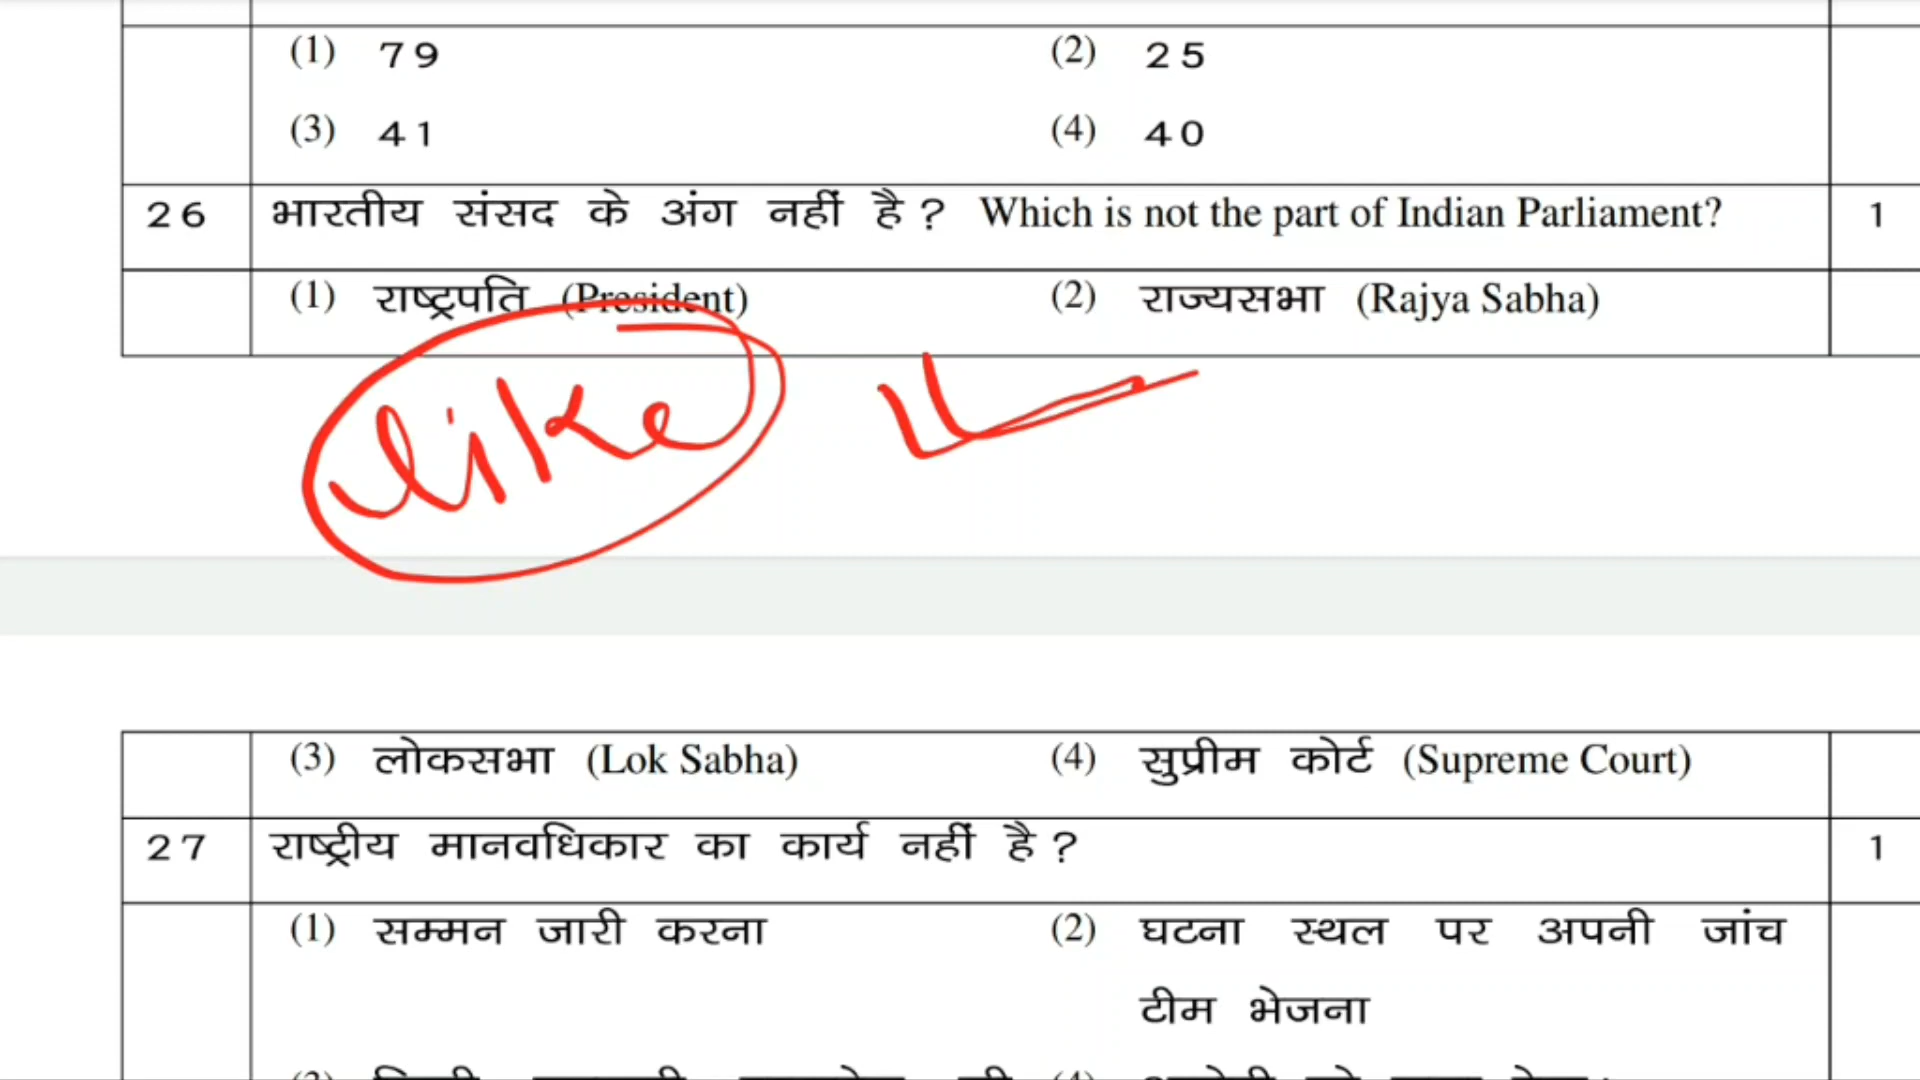 (1) 79 (2) 25
(3) 41 (4) 40
26 भारतीय संसद के अंग नहीं है? Which is not the part of Indian Parliament? 1
(1) राष्ट्रपति (President) (2) राज्यसभा (Rajya Sabha)
like
(3) लोकसभा (Lok Sabha) (4) सुप्रीम कोर्ट (Supreme Court)
27 राष्ट्रीय मानवधिकार का कार्य नहीं है? 1
(1) सम्मन जारी करना (2) घटना स्थल पर अपनी जांच
टीम भेजना